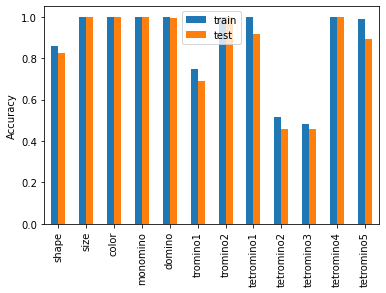 train
test
Accuracy
1.0
0.8
0.6
0.4
0.2
0.0
shape
size
color
monomino
domino
tromino1
tromino2
tetromino1
tetromino2
tetromino3
tetromino4
tetromino5